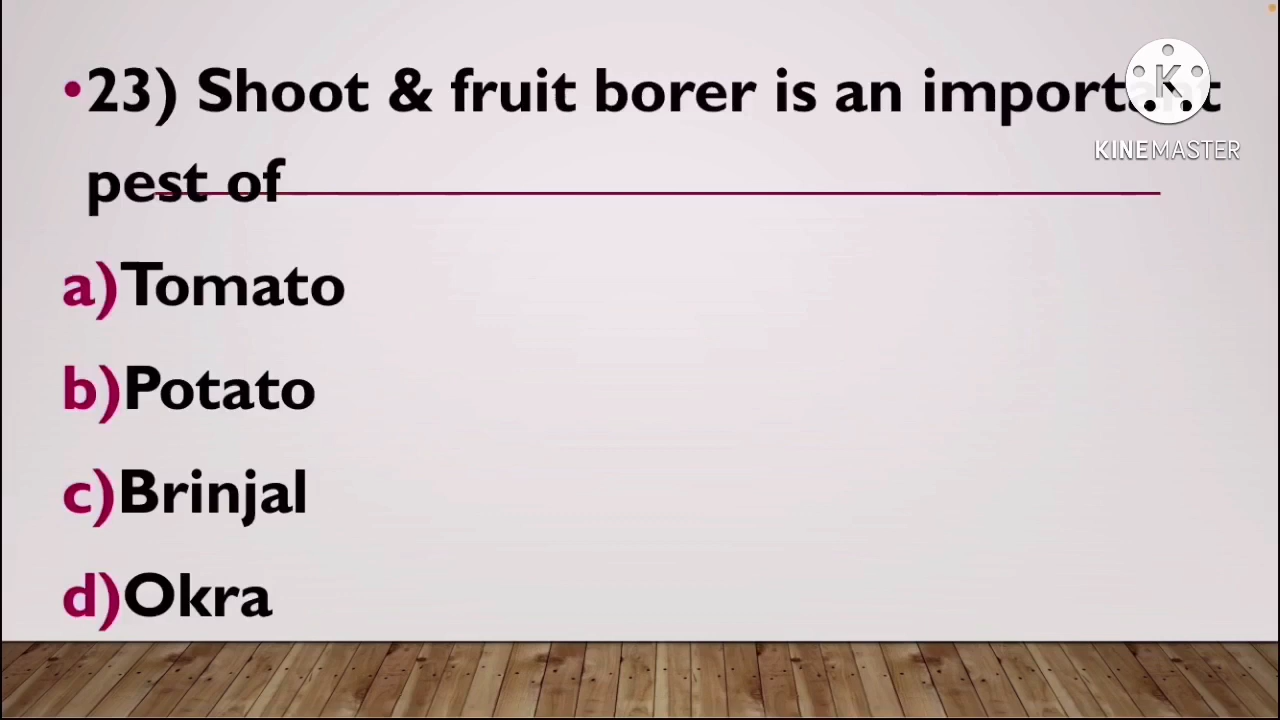 •23) Shoot & fruit borer is an important
pest of
a)Tomato
b)Potato
c)Brinjal
d)Okra
K
KINEMASTER